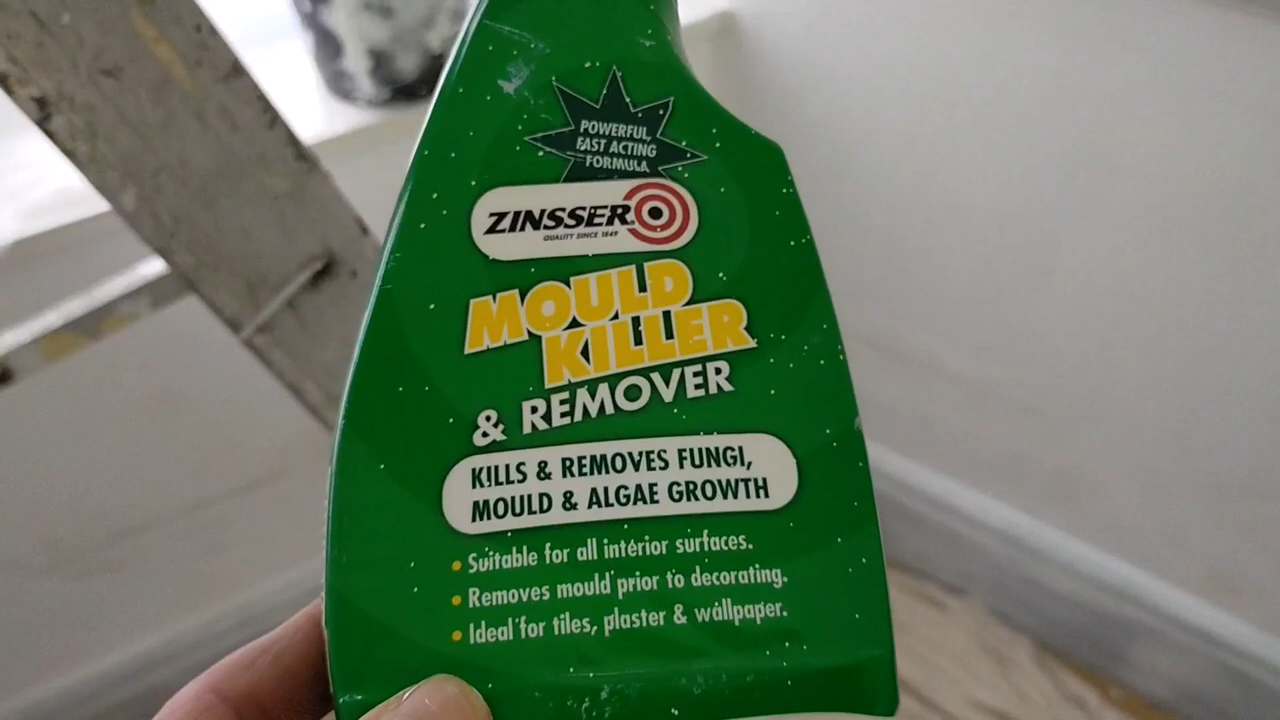 POWERFUL,
FAST ACTING
FORMULA
ZINSSER®
QUALITY SINCE 1849
MOULD
KILLER
& REMOVER
KILLS & REMOVES FUNGI,
MOULD & ALGAE GROWTH
• Suitable for all interior surfaces.
• Removes mould prior to decorating.
• Ideal for tiles, plaster & wallpaper.